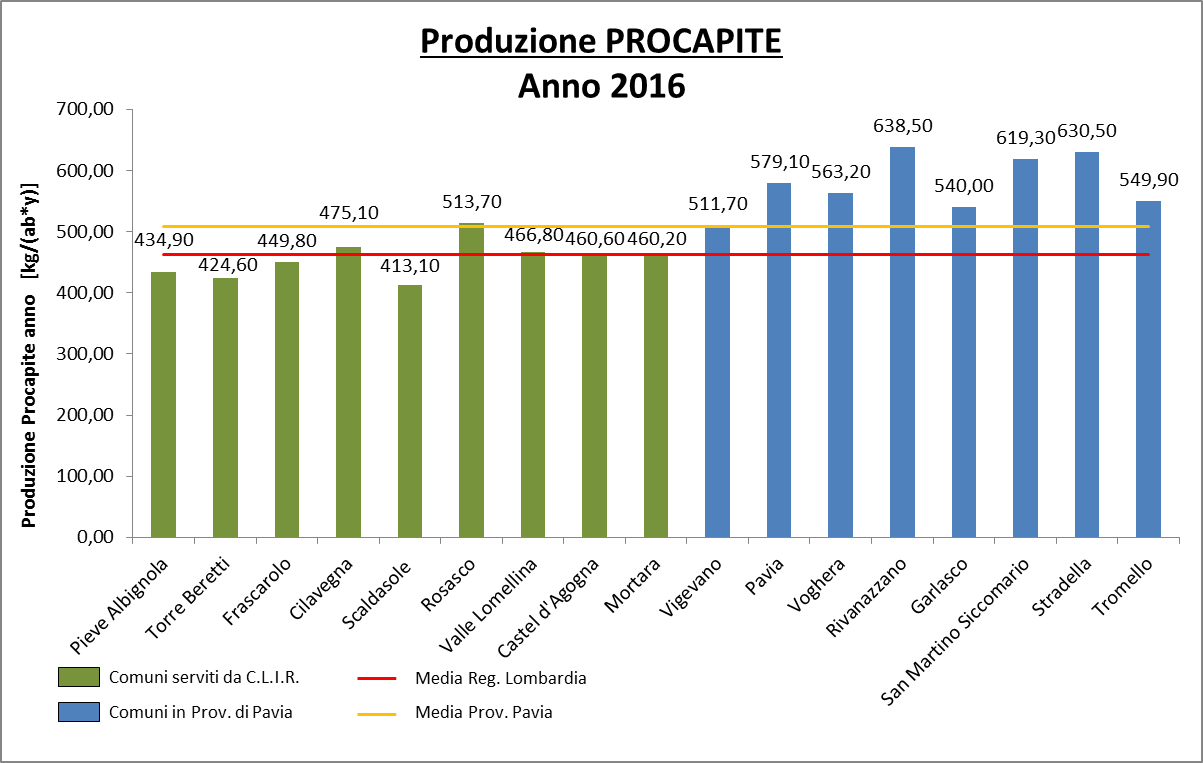 Produzione PROCAPITE
Anno 2016
Produzione Procapite anno [kg/(ab*y)]
700,00
600,00
500,00
400,00
300,00
200,00
100,00
0,00
434,90
424,60
449,80
475,10
413,10
513,70
466,80
460,60
460,20
511,70
579,10
563,20
638,50
540,00
619,30
630,50
549,90
Pieve Albignola
Torre Beretti
Frascarolo
Cilavegna
Scaldasole
Rosasco
Valle Lomellina
Castel d'Agogna
Mortara
Vigevano
Pavia
Voghera
Rivanazzano
Garlasco
San Martino Siccomario
Stradella
Tromello
Comuni serviti da C.L.I.R.
Media Reg. Lombardia
Comuni in Prov. di Pavia
Media Prov. Pavia